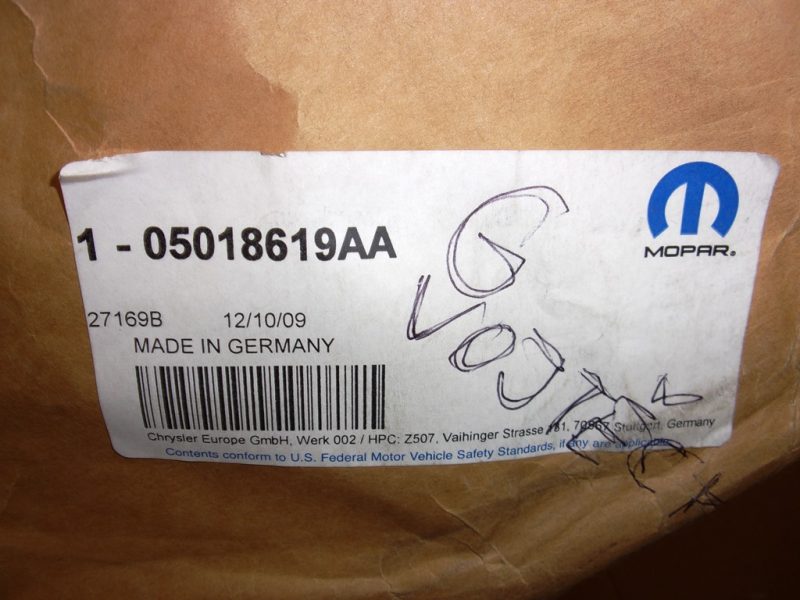 MOPAR®
1 - 05018619AA
27169B 12/10/09
MADE IN GERMANY
Chrysler Europe GmbH, Werk 002 / HPC: Z507, Vaihinger Strasse 131, 70567 Stuttgart, Germany
Contents conform to U.S. Federal Motor Vehicle Safety Standards, if any are applicable.
G